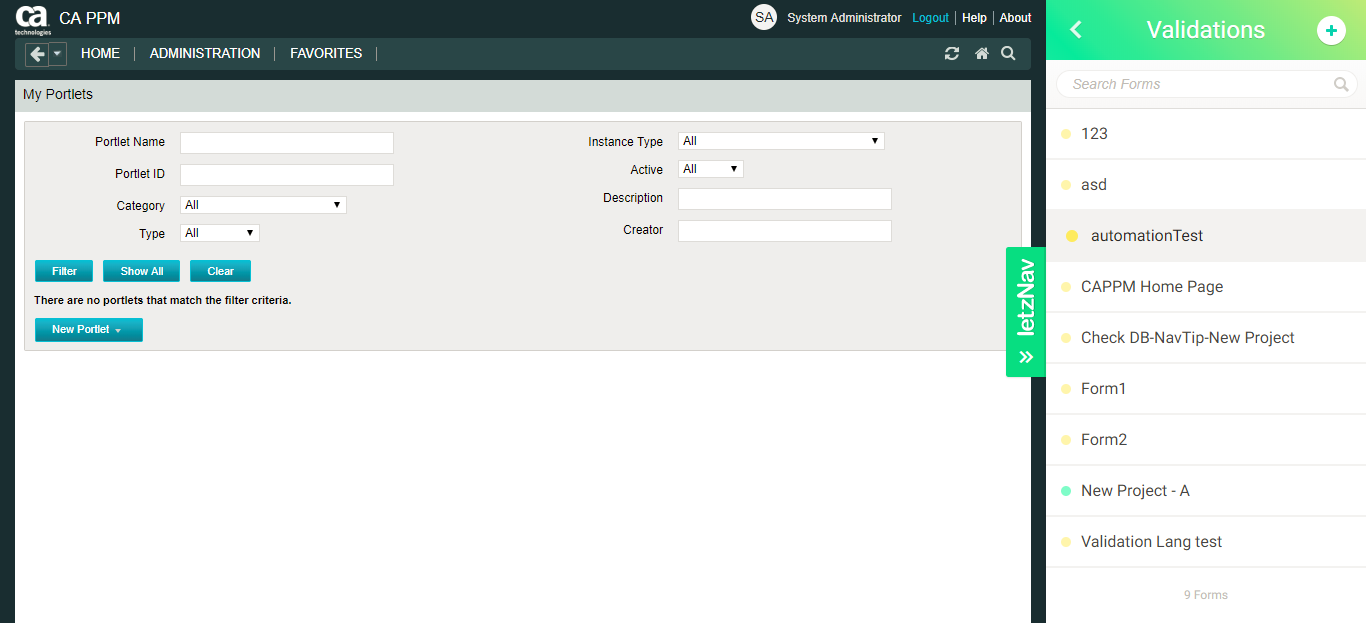 ca
technologies
CA PPM
SA System Administrator Logout Help About
HOME ADMINISTRATION FAVORITES
My Portlets
Portlet Name
Portlet ID
Category All
Type All
Instance Type All
Active All
Description
Creator
Filter Show All Clear
There are no portlets that match the filter criteria.
New Portlet
letzNav
Validations
Search Forms
123
asd
automationTest
CAPPM Home Page
Check DB-NavTip-New Project
Form1
Form2
New Project - A
Validation Lang test
9 Forms